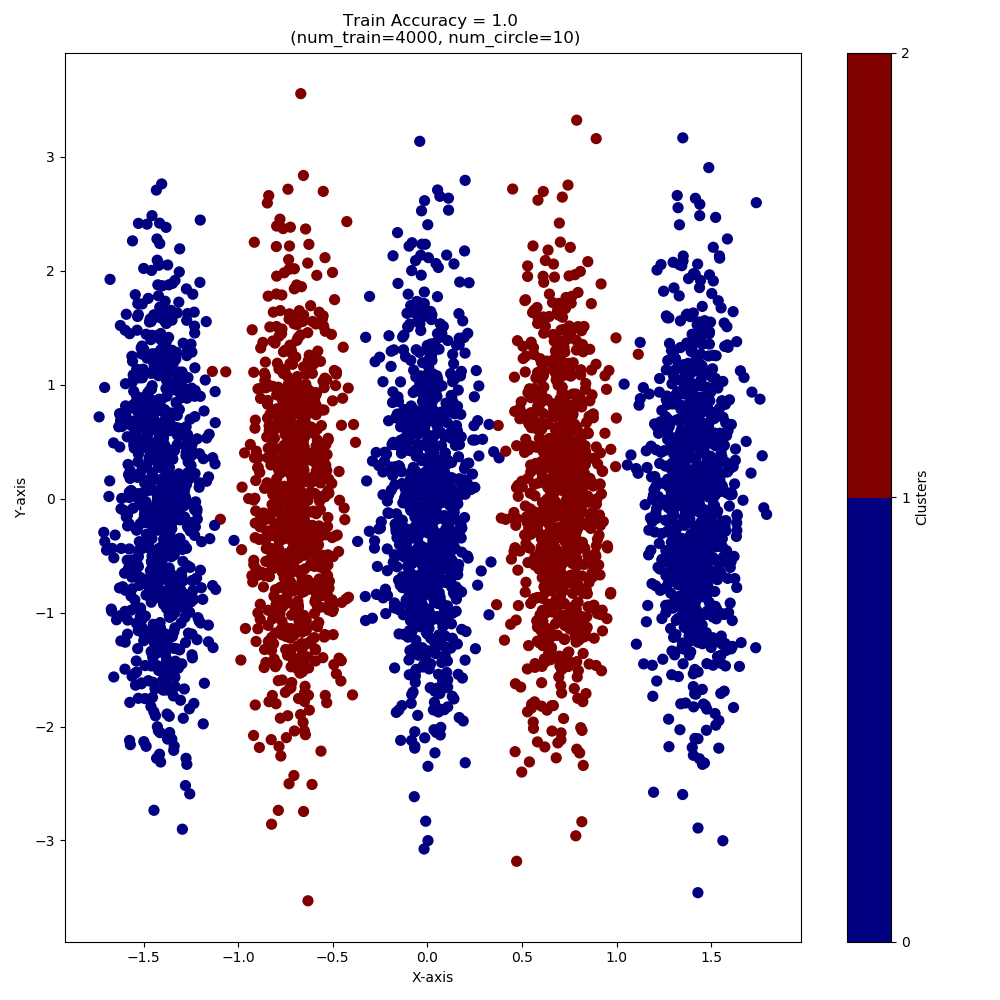 Train Accuracy = 1.0
(num_train=4000, num_circle=10)
3
2
1
0
−1
−2
−3
Y-axis
−1.5 −1.0 −0.5 0.0 0.5 1.0 1.5
X-axis
2
1
0
Clusters